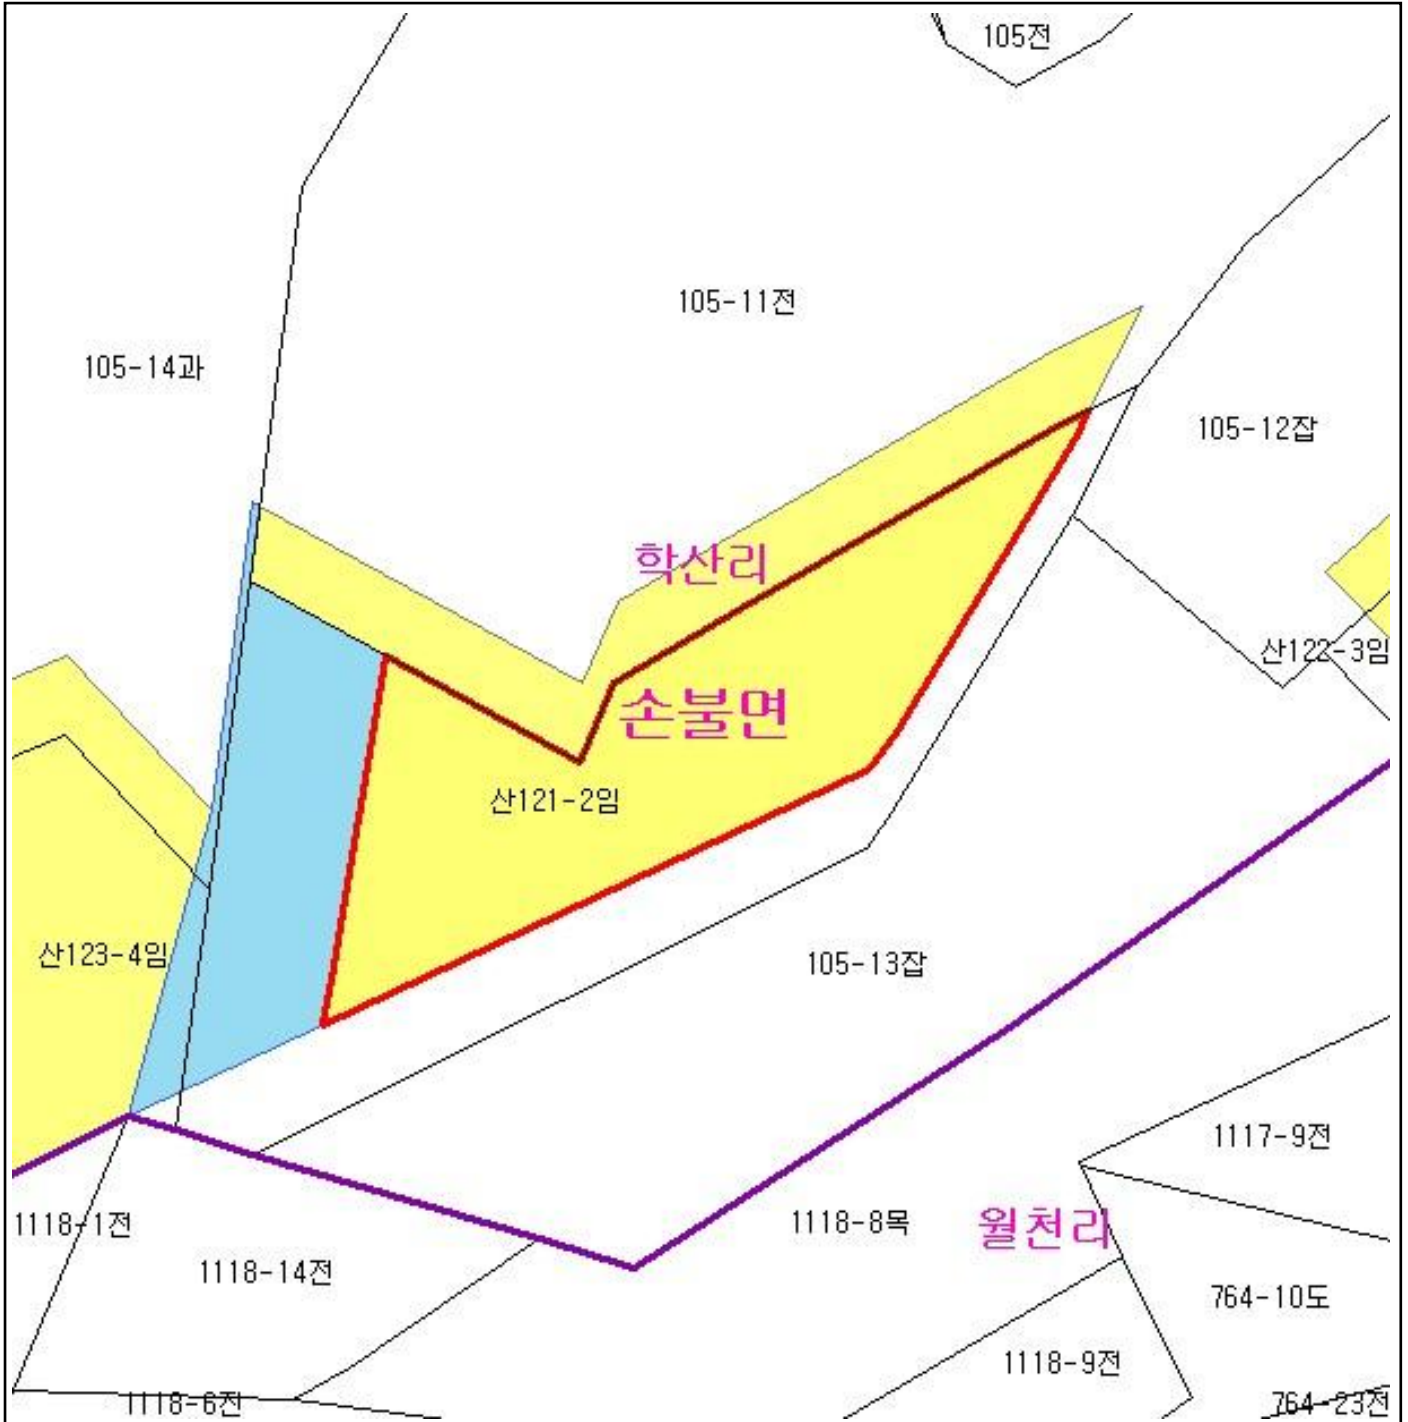 105전
105-11전
105-14과
105-12잡
학산리
산122-3임
손불면
산121-2임
산123-4임
105-13잡
1117-9전
1118-1전
1118-8목
월천리
1118-14전
764-10도
1118-9전
1118-6전
764-23전